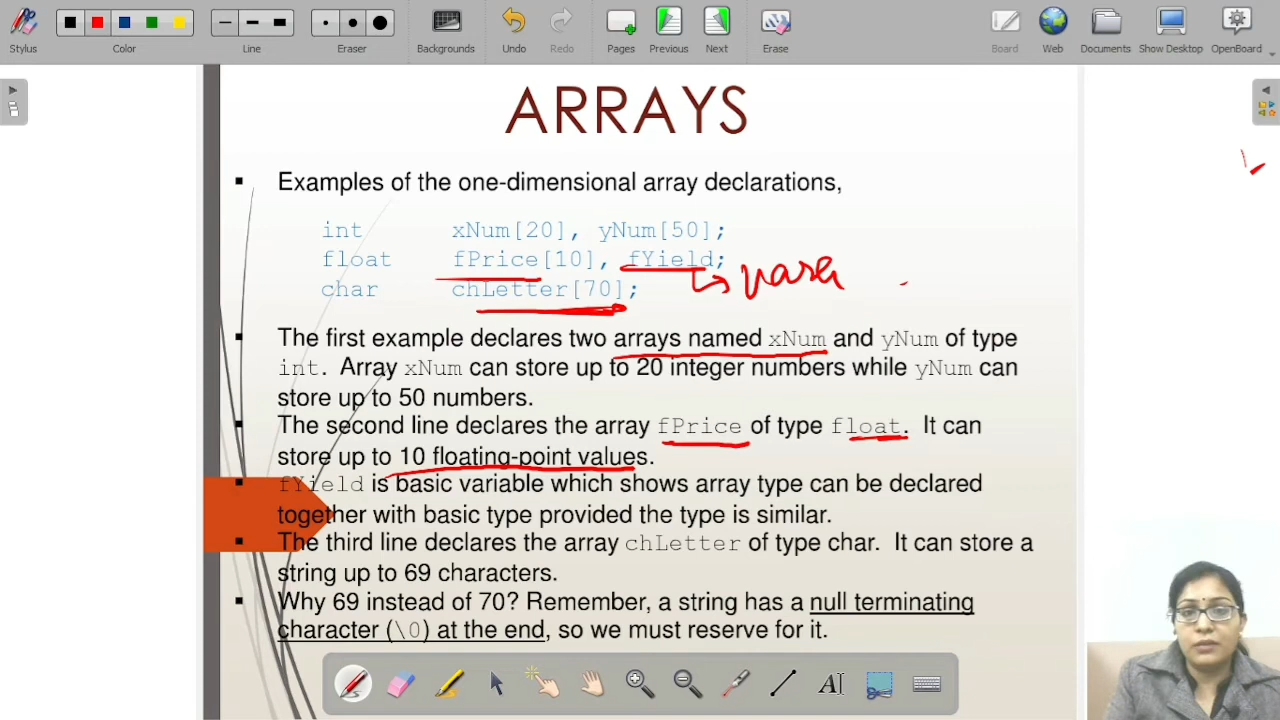 Stylus Color Line Eraser Backgrounds Undo Redo Pages Previous Next Erase Board Web Documents Show Desktop OpenBoard
ARRAYS
▪ Examples of the one-dimensional array declarations,
int xNum[20], yNum[50];
float fPrice[10], fYield;
char chLetter[70];
▪ The first example declares two arrays named xNum and yNum of type
int. Array xNum can store up to 20 integer numbers while yNum can
store up to 50 numbers.
▪ The second line declares the array fPrice of type float. It can
store up to 10 floating-point values.
▪ fYield is basic variable which shows array type can be declared
together with basic type provided the type is similar.
▪ The third line declares the array chLetter of type char. It can store a
string up to 69 characters.
▪ Why 69 instead of 70? Remember, a string has a null terminating
character (\0) at the end, so we must reserve for it.